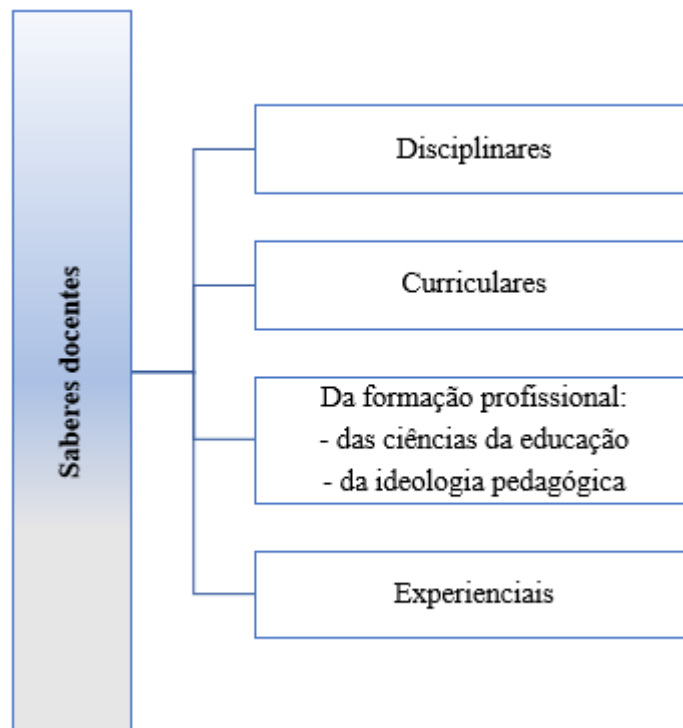 Saberes docentes
Disciplinares
Curriculares
Da formação profissional:
- das ciências da educação
- da ideologia pedagógica
Experienciais